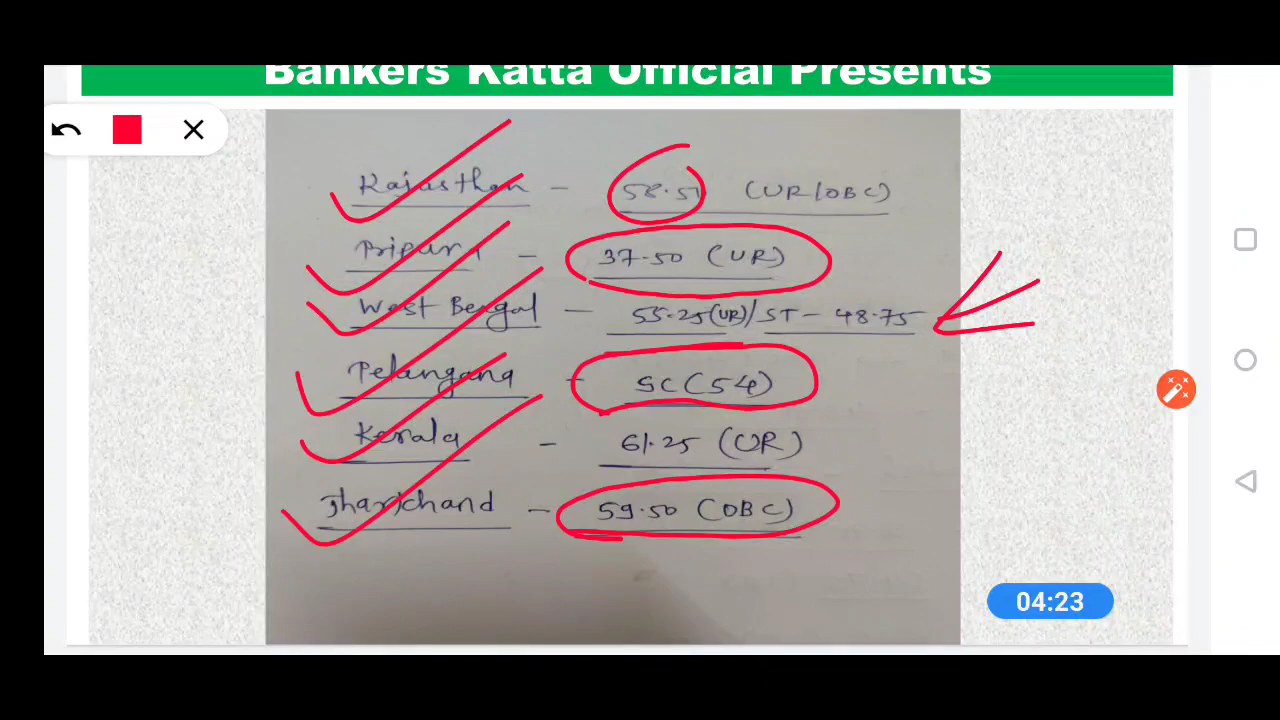 Bankers Katta Official Presents
Rajasthan - 58.50 (UR/OBC)
Tripura - 37.50 (UR)
West Bengal - 55.25(UR)/ST - 48.75
Telangana - SC(54)
Kerala - 61.25 (UR)
Jharkhand - 59.50 (OBC)
04:23